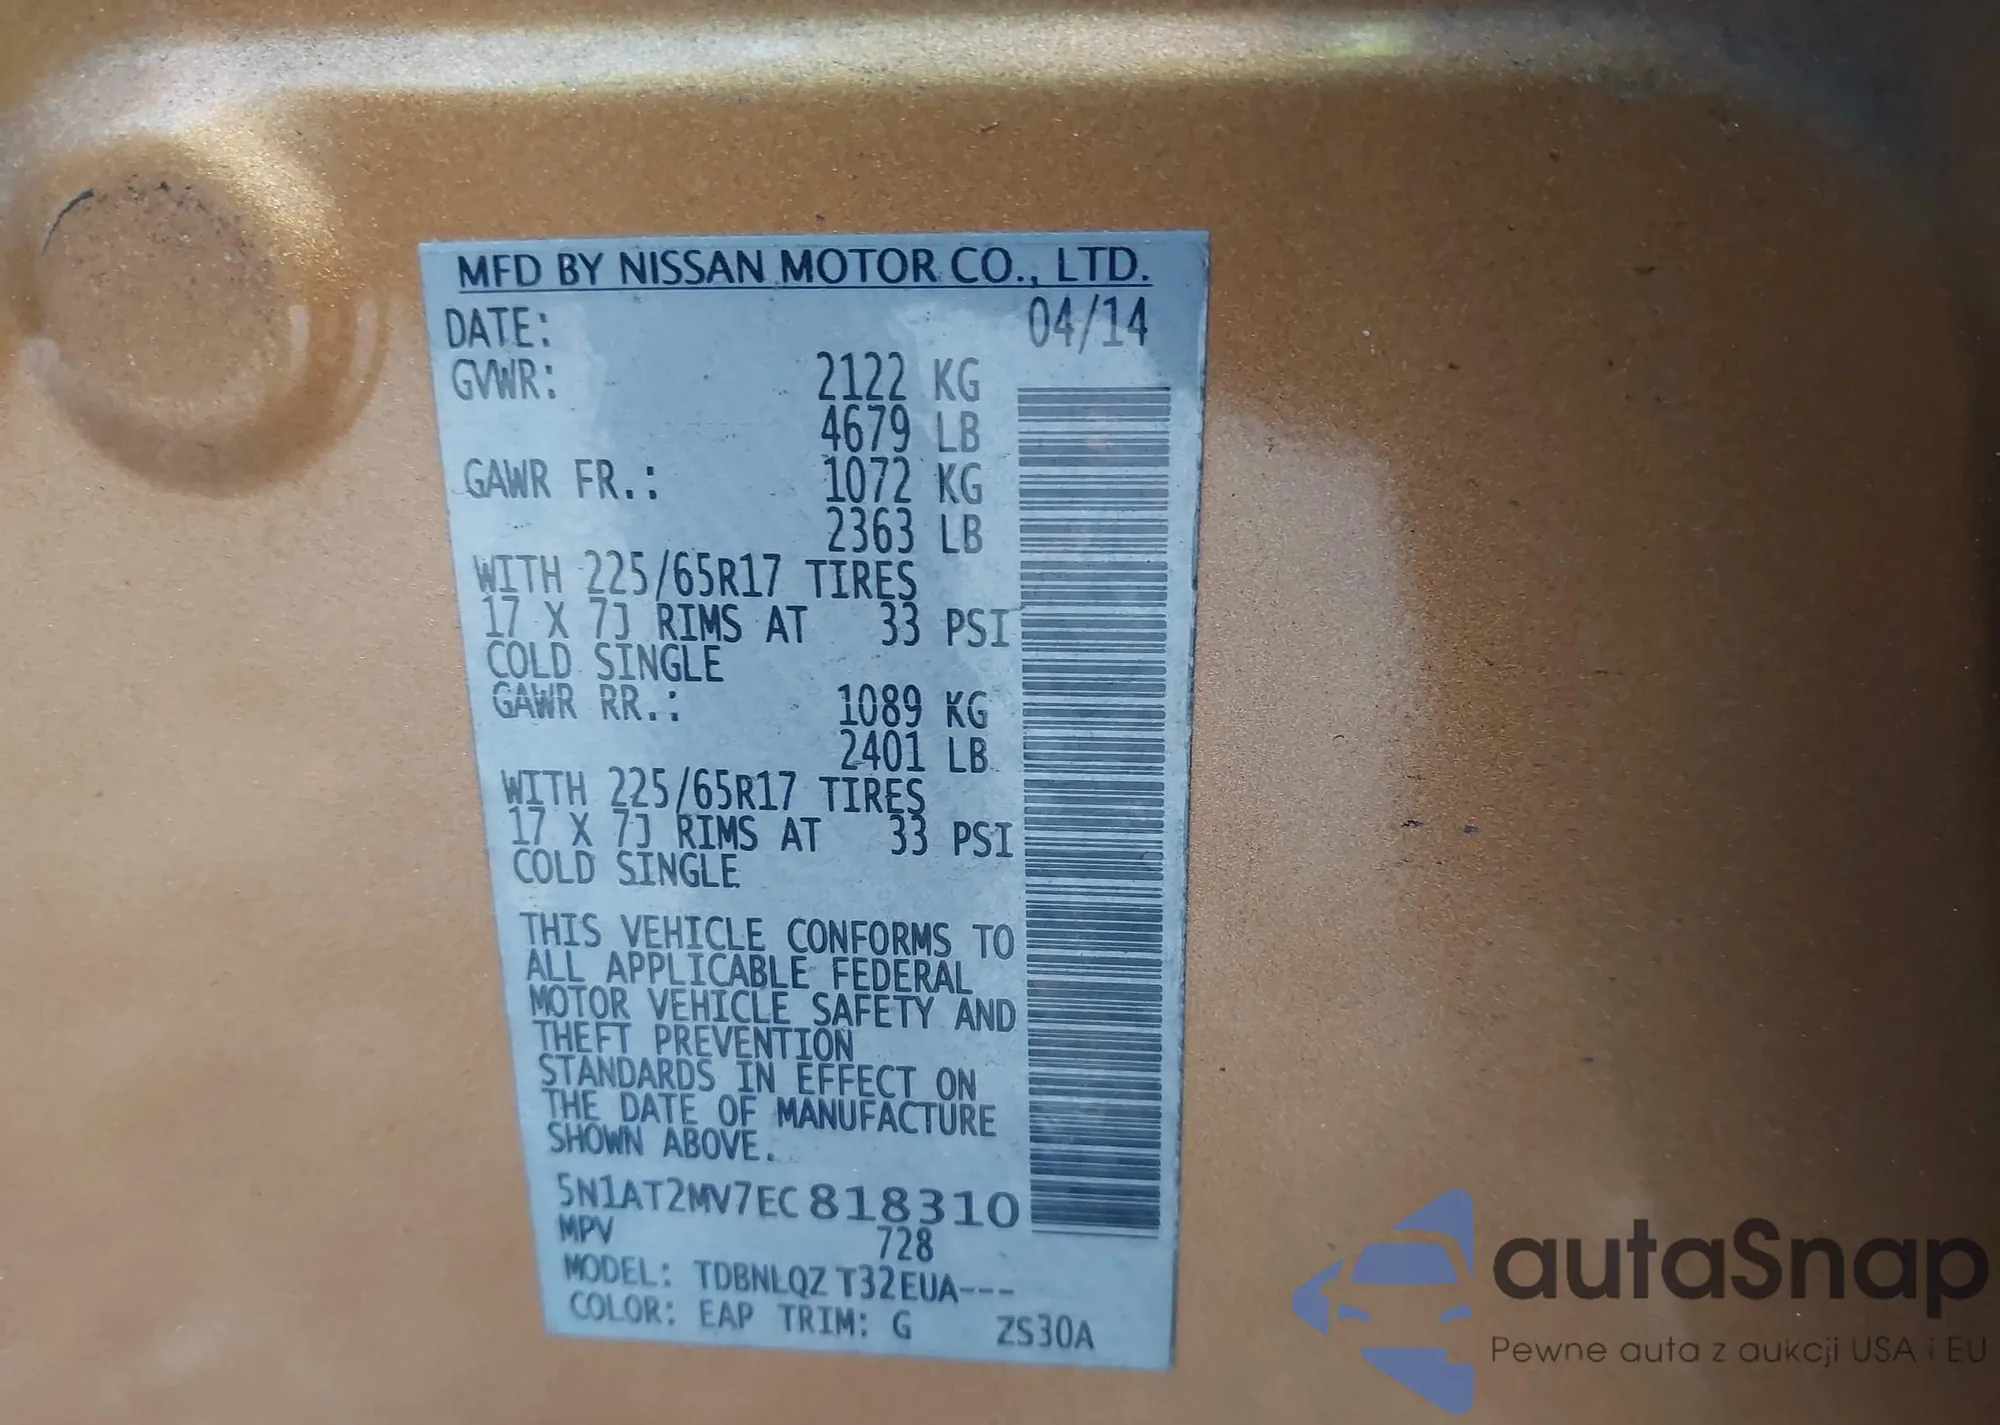 MFD BY NISSAN MOTOR CO., LTD.
DATE: 04/14
GVWR: 2122 KG
4679 LB
GAWR FR.: 1072 KG
2363 LB
WITH 225/65R17 TIRES
17 X 7J RIMS AT 33 PSI
COLD SINGLE
GAWR RR.: 1089 KG
2401 LB
WITH 225/65R17 TIRES
17 X 7J RIMS AT 33 PSI
COLD SINGLE
THIS VEHICLE CONFORMS TO
ALL APPLICABLE FEDERAL
MOTOR VEHICLE SAFETY AND
THEFT PREVENTION
STANDARDS IN EFFECT ON
THE DATE OF MANUFACTURE
SHOWN ABOVE.
5N1AT2MV7EC818310
MPV 728
MODEL: TDBNLQZ T32EUA---
COLOR: EAP TRIM: G ZS30A
autaSnap
Pewne auta z aukcji USA i EU